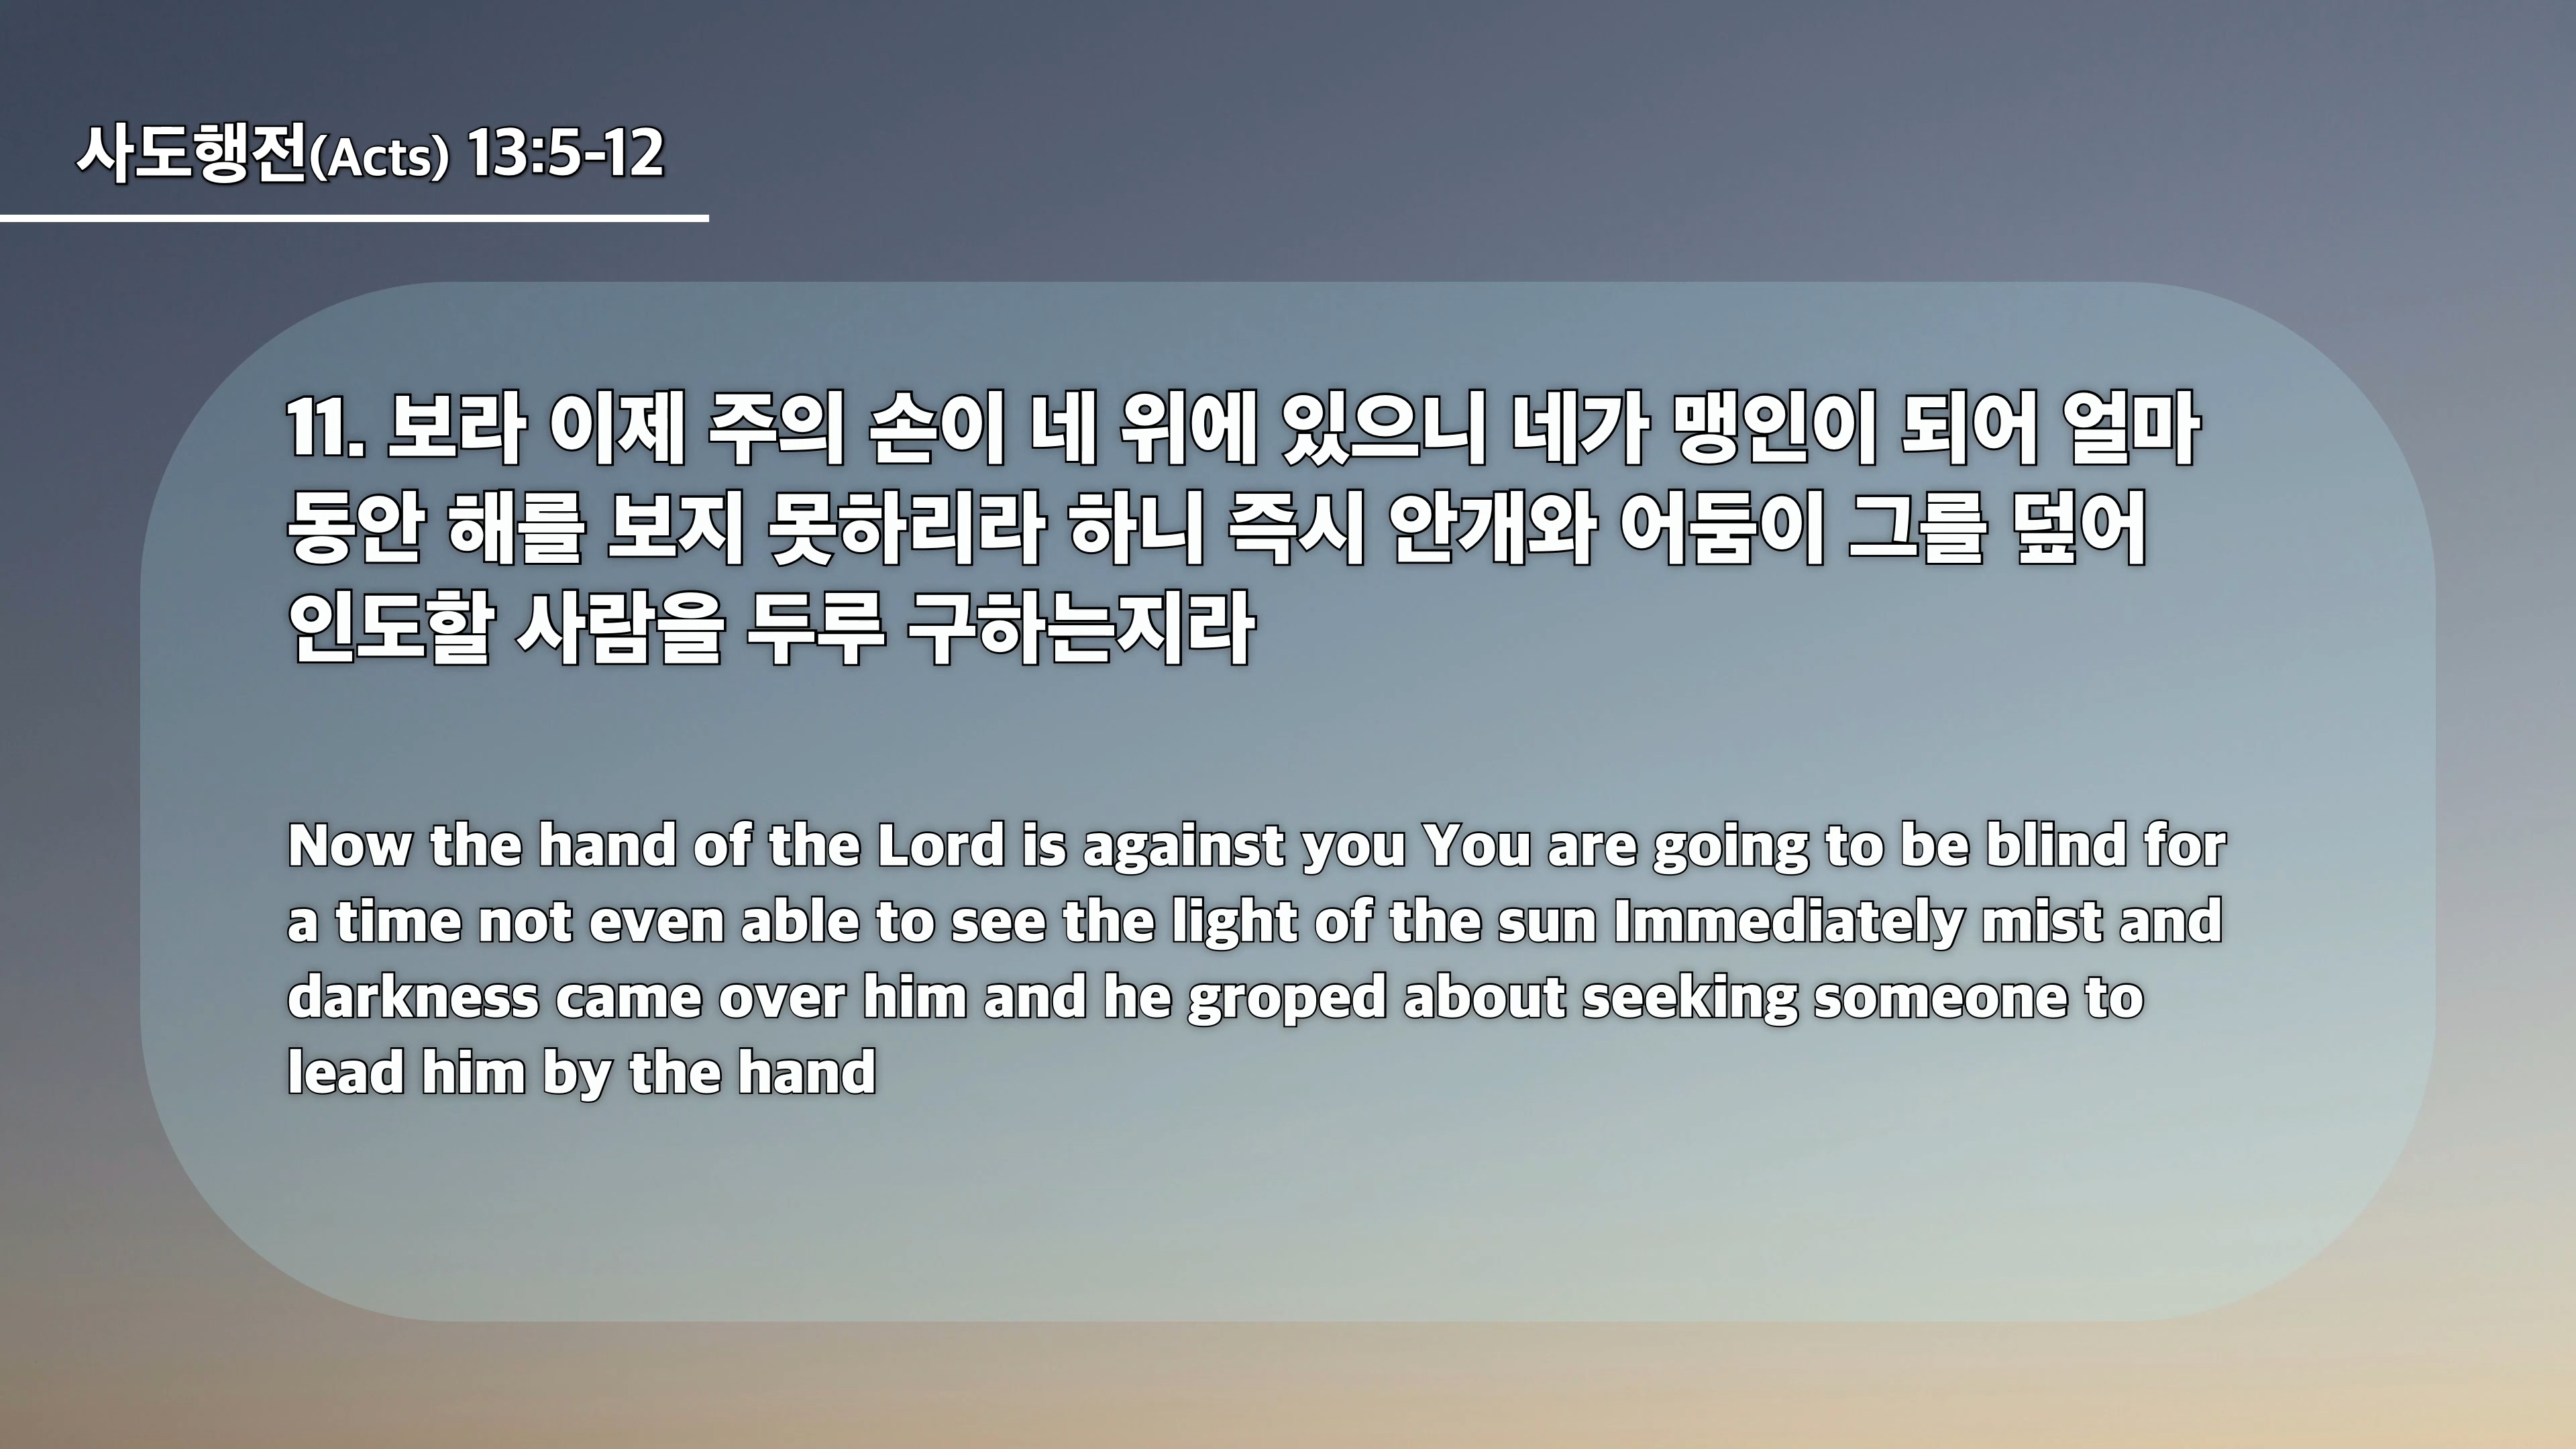 사도행전(Acts) 13:5-12
11. 보라 이제 주의 손이 네 위에 있으니 네가 맹인이 되어 얼마
동안 해를 보지 못하리라 하니 즉시 안개와 어둠이 그를 덮어
인도할 사람을 두루 구하는지라
Now the hand of the Lord is against you You are going to be blind for
a time not even able to see the light of the sun Immediately mist and
darkness came over him and he groped about seeking someone to
lead him by the hand